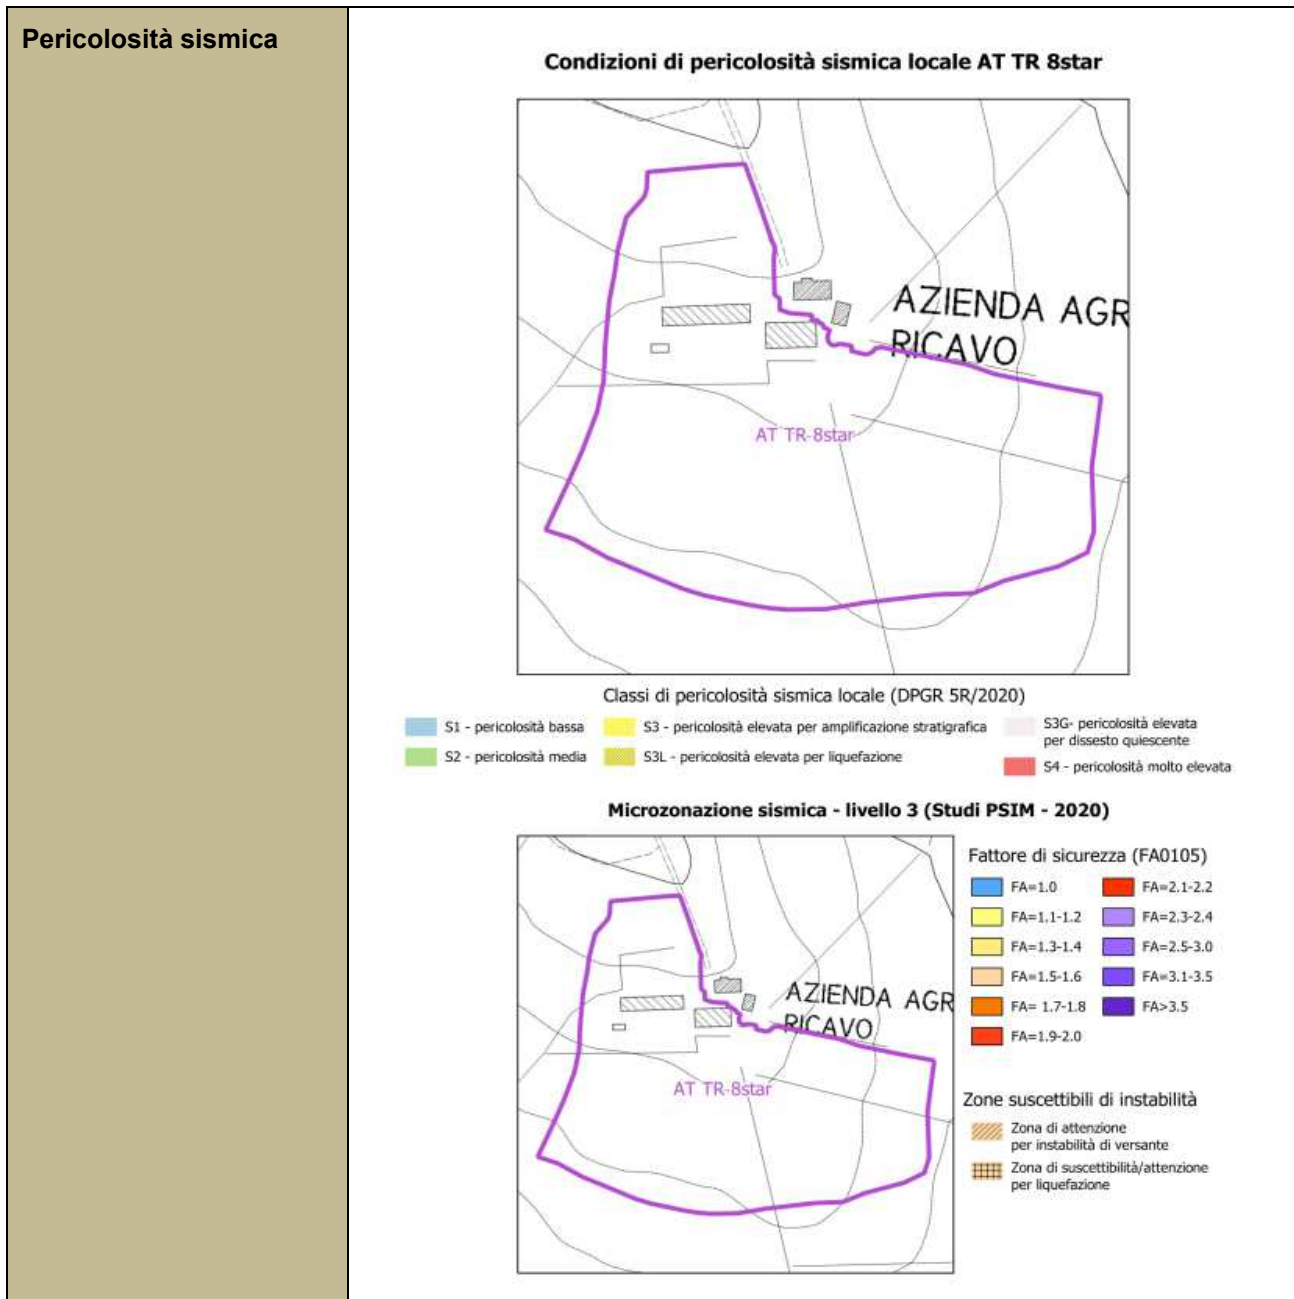 Pericolosità sismica
Condizioni di pericolosità sismica locale AT TR 8star
AZIENDA AGR
RICAVO
AT TR-8star
Classi di pericolosità sismica locale (DPGR 5R/2020)
S1 - pericolosità bassa
S2 - pericolosità media
S3 - pericolosità elevata per amplificazione stratigrafica
S3L - pericolosità elevata per liquefazione
S3G- pericolosità elevata
per dissesto quiescente
S4 - pericolosità molto elevata
Microzonazione sismica - livello 3 (Studi PSIM - 2020)
AZIENDA AGR
RICAVO
AT TR-8star
Fattore di sicurezza (FA0105)
FA=1.0
FA=1.1-1.2
FA=1.3-1.4
FA=1.5-1.6
FA= 1.7-1.8
FA=1.9-2.0
FA=2.1-2.2
FA=2.3-2.4
FA=2.5-3.0
FA=3.1-3.5
FA>3.5
Zone suscettibili di instabilità
Zona di attenzione
per instabilità di versante
Zona di suscettibilità/attenzione
per liquefazione